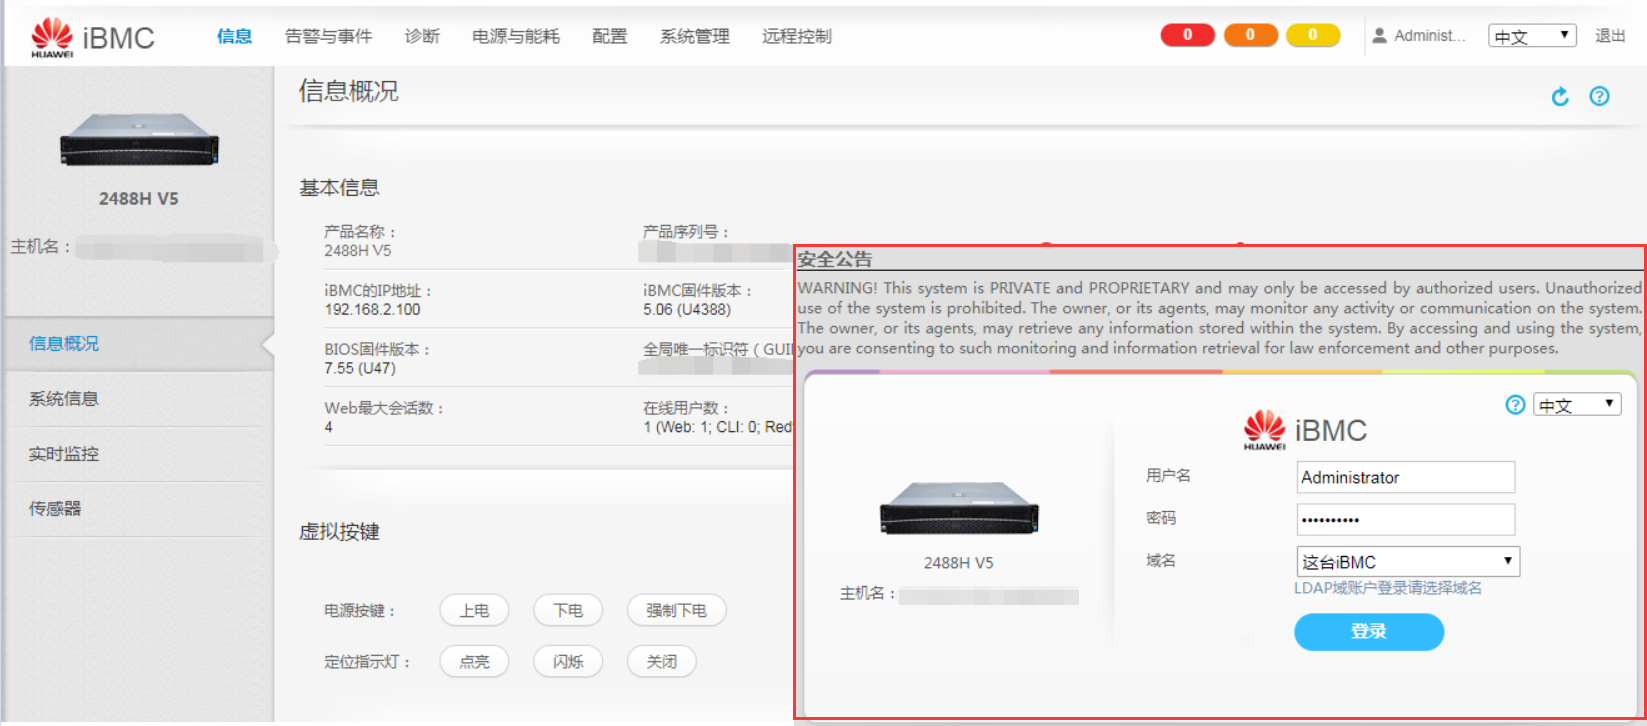 HUAWEI iBMC 信息 告警与事件 诊断 电源与能耗 配置 系统管理 远程控制 0 0 0 Administ... 中文 退出
信息概况
2488H V5
主机名：
信息概况
系统信息
实时监控
传感器
基本信息
产品名称： 产品序列号：
2488H V5
iBMC的IP地址： iBMC固件版本：
192.168.2.100 5.06 (U4388)
BIOS固件版本： 全局唯一标识符 ( GUI
7.55 (U47)
Web最大会话数： 在线用户数：
4 1 (Web: 1; CLI: 0; Red
虚拟按键
电源按键： 上电 下电 强制下电
定位指示灯： 点亮 闪烁 关闭
安全公告
WARNING! This system is PRIVATE and PROPRIETARY and may only be accessed by authorized users. Unauthorized
use of the system is prohibited. The owner, or its agents, may monitor any activity or communication on the system.
The owner, or its agents, may retrieve any information stored within the system. By accessing and using the system,
you are consenting to such monitoring and information retrieval for law enforcement and other purposes.
中文
HUAWEI iBMC
2488H V5
主机名：
用户名 Administrator
密码 ••••••••••
域名 这台iBMC
LDAP域账户登录请选择域名
登录